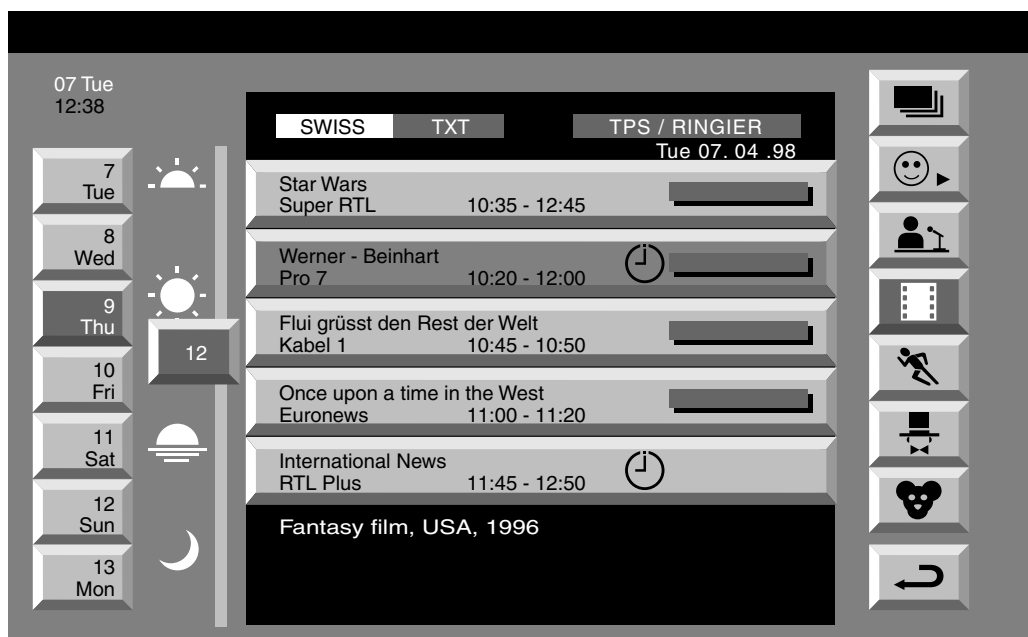 07 Tue
12:38
SWISS TXT TPS / RINGIER
Tue 07. 04 .98
7
Tue
8
Wed
9
Thu
10
Fri
11
Sat
12
Sun
13
Mon
12
Star Wars
Super RTL 10:35 - 12:45
Werner - Beinhart
Pro 7 10:20 - 12:00
Flui grüsst den Rest der Welt
Kabel 1 10:45 - 10:50
Once upon a time in the West
Euronews 11:00 - 11:20
International News
RTL Plus 11:45 - 12:50
Fantasy film, USA, 1996